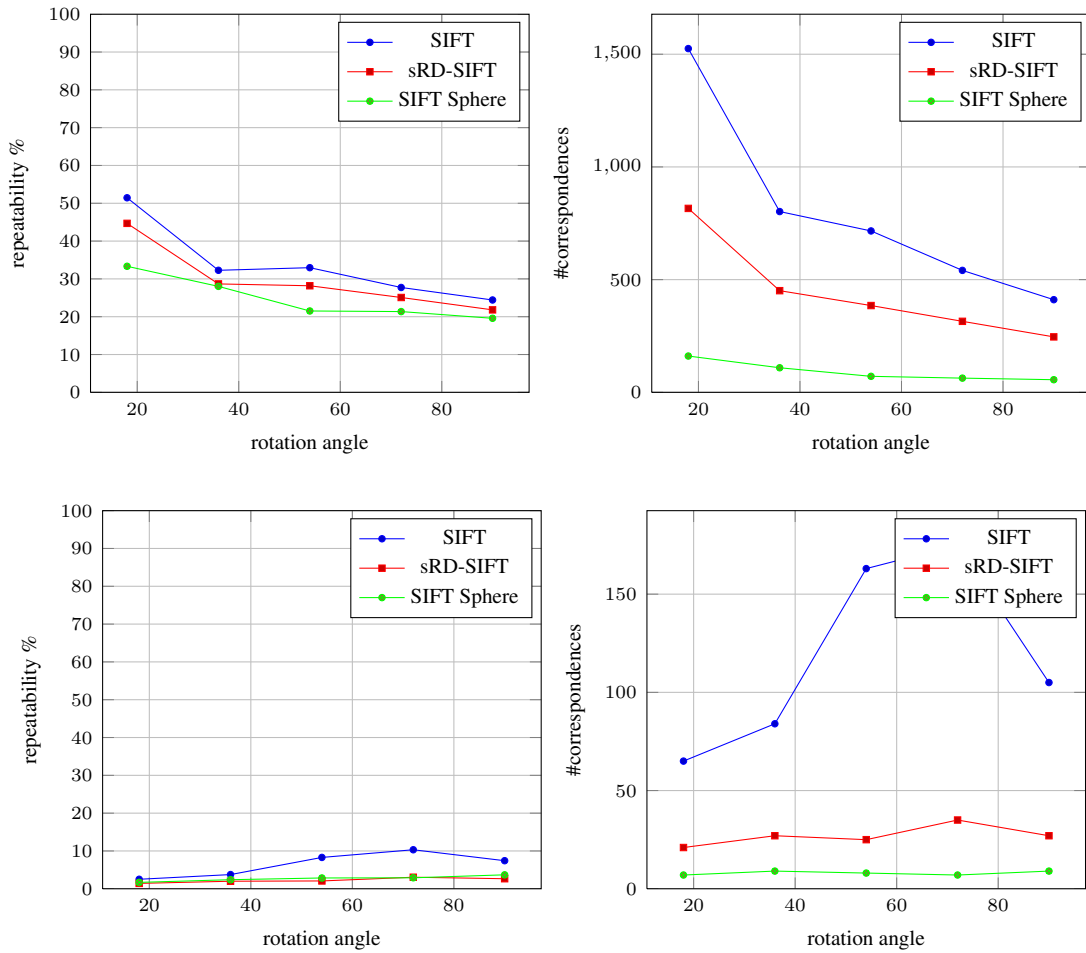 100
90
80
70
60
50
40
30
20
10
0
repeatability %
20
40
60
80
rotation angle
SIFT
sRD-SIFT
SIFT Sphere
1,500
1,000
500
0
#correspondences
20
40
60
80
rotation angle
SIFT
sRD-SIFT
SIFT Sphere
100
90
80
70
60
50
40
30
20
10
0
repeatability %
20
40
60
80
rotation angle
SIFT
sRD-SIFT
SIFT Sphere
150
100
50
0
#correspondences
20
40
60
80
rotation angle
SIFT
sRD-SIFT
SIFT Sphere